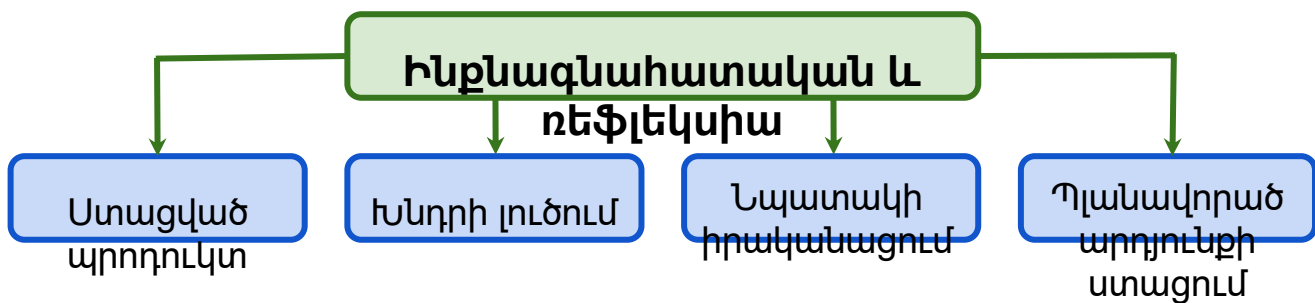 Ինքնագնահատական և
ռեֆլեկսիա
Ստացված
պրոդուկտ
Խնդրի լուծում
Նպատակի
իրականացում
Պլանավորած
արդյունքի
ստացում